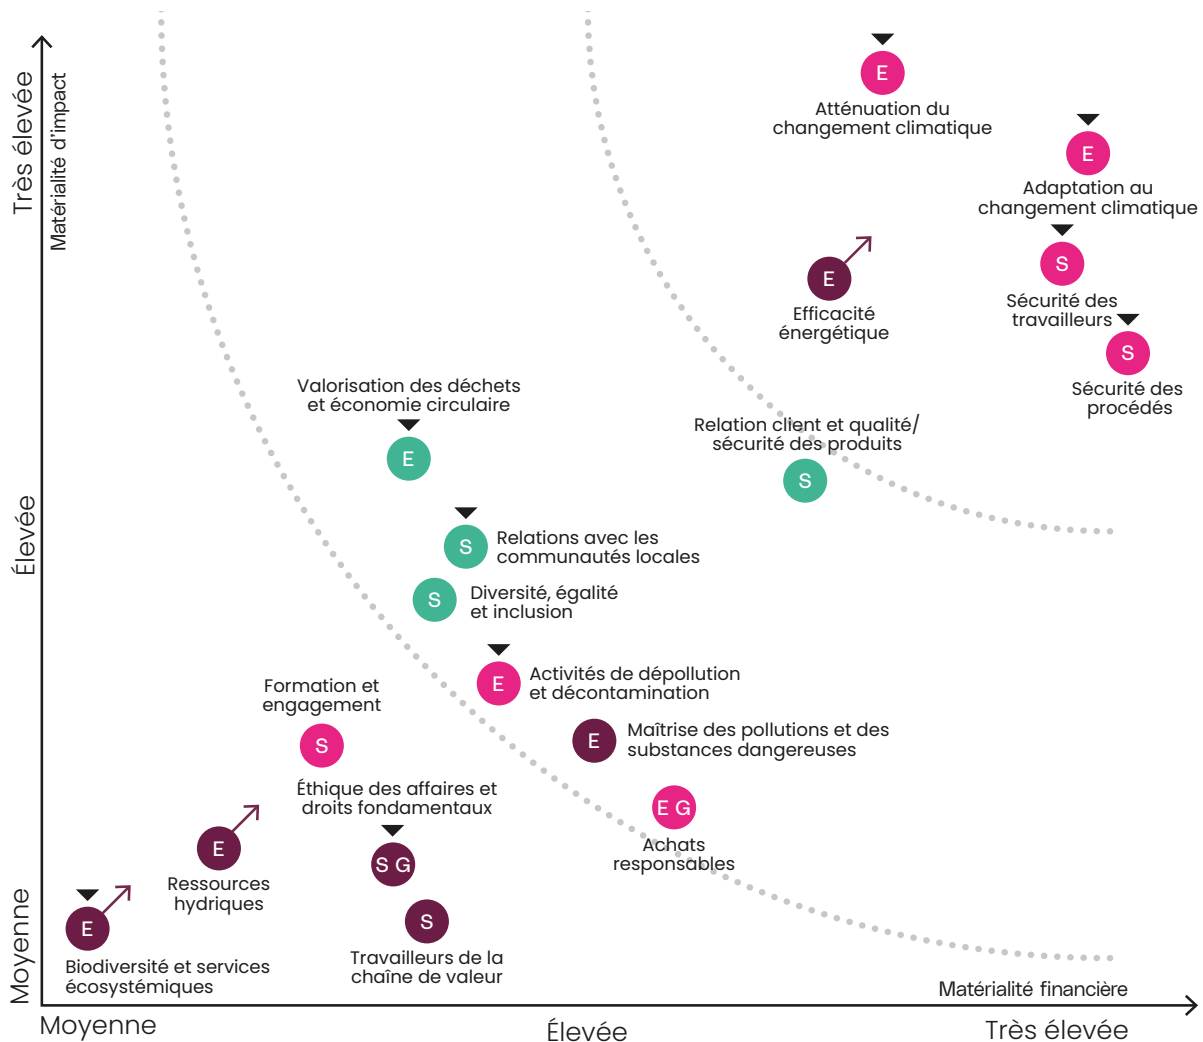 Très élevée
Matérialité d'impact
Élevée
Moyenne
E
Atténuation du
changement climatique
E
Adaptation au
changement climatique
S
Sécurité des
travailleurs
E
Efficacité
énergétique
S
Sécurité des
procédés
Valorisation des déchets
et économie circulaire
E
Relation client et qualité/
sécurité des produits
S
S
Relations avec les
communautés locales
S
Diversité, égalité
et inclusion
E
Activités de dépollution
et décontamination
Formation et
engagement
S
E
Maîtrise des pollutions et des
substances dangereuses
Éthique des affaires et
droits fondamentaux
S G
E G
Achats
responsables
E
Ressources
hydriques
E
Biodiversité et services
écosystémiques
S
Travailleurs de la
chaîne de valeur
Matérialité financière
Moyenne
Élevée
Très élevée